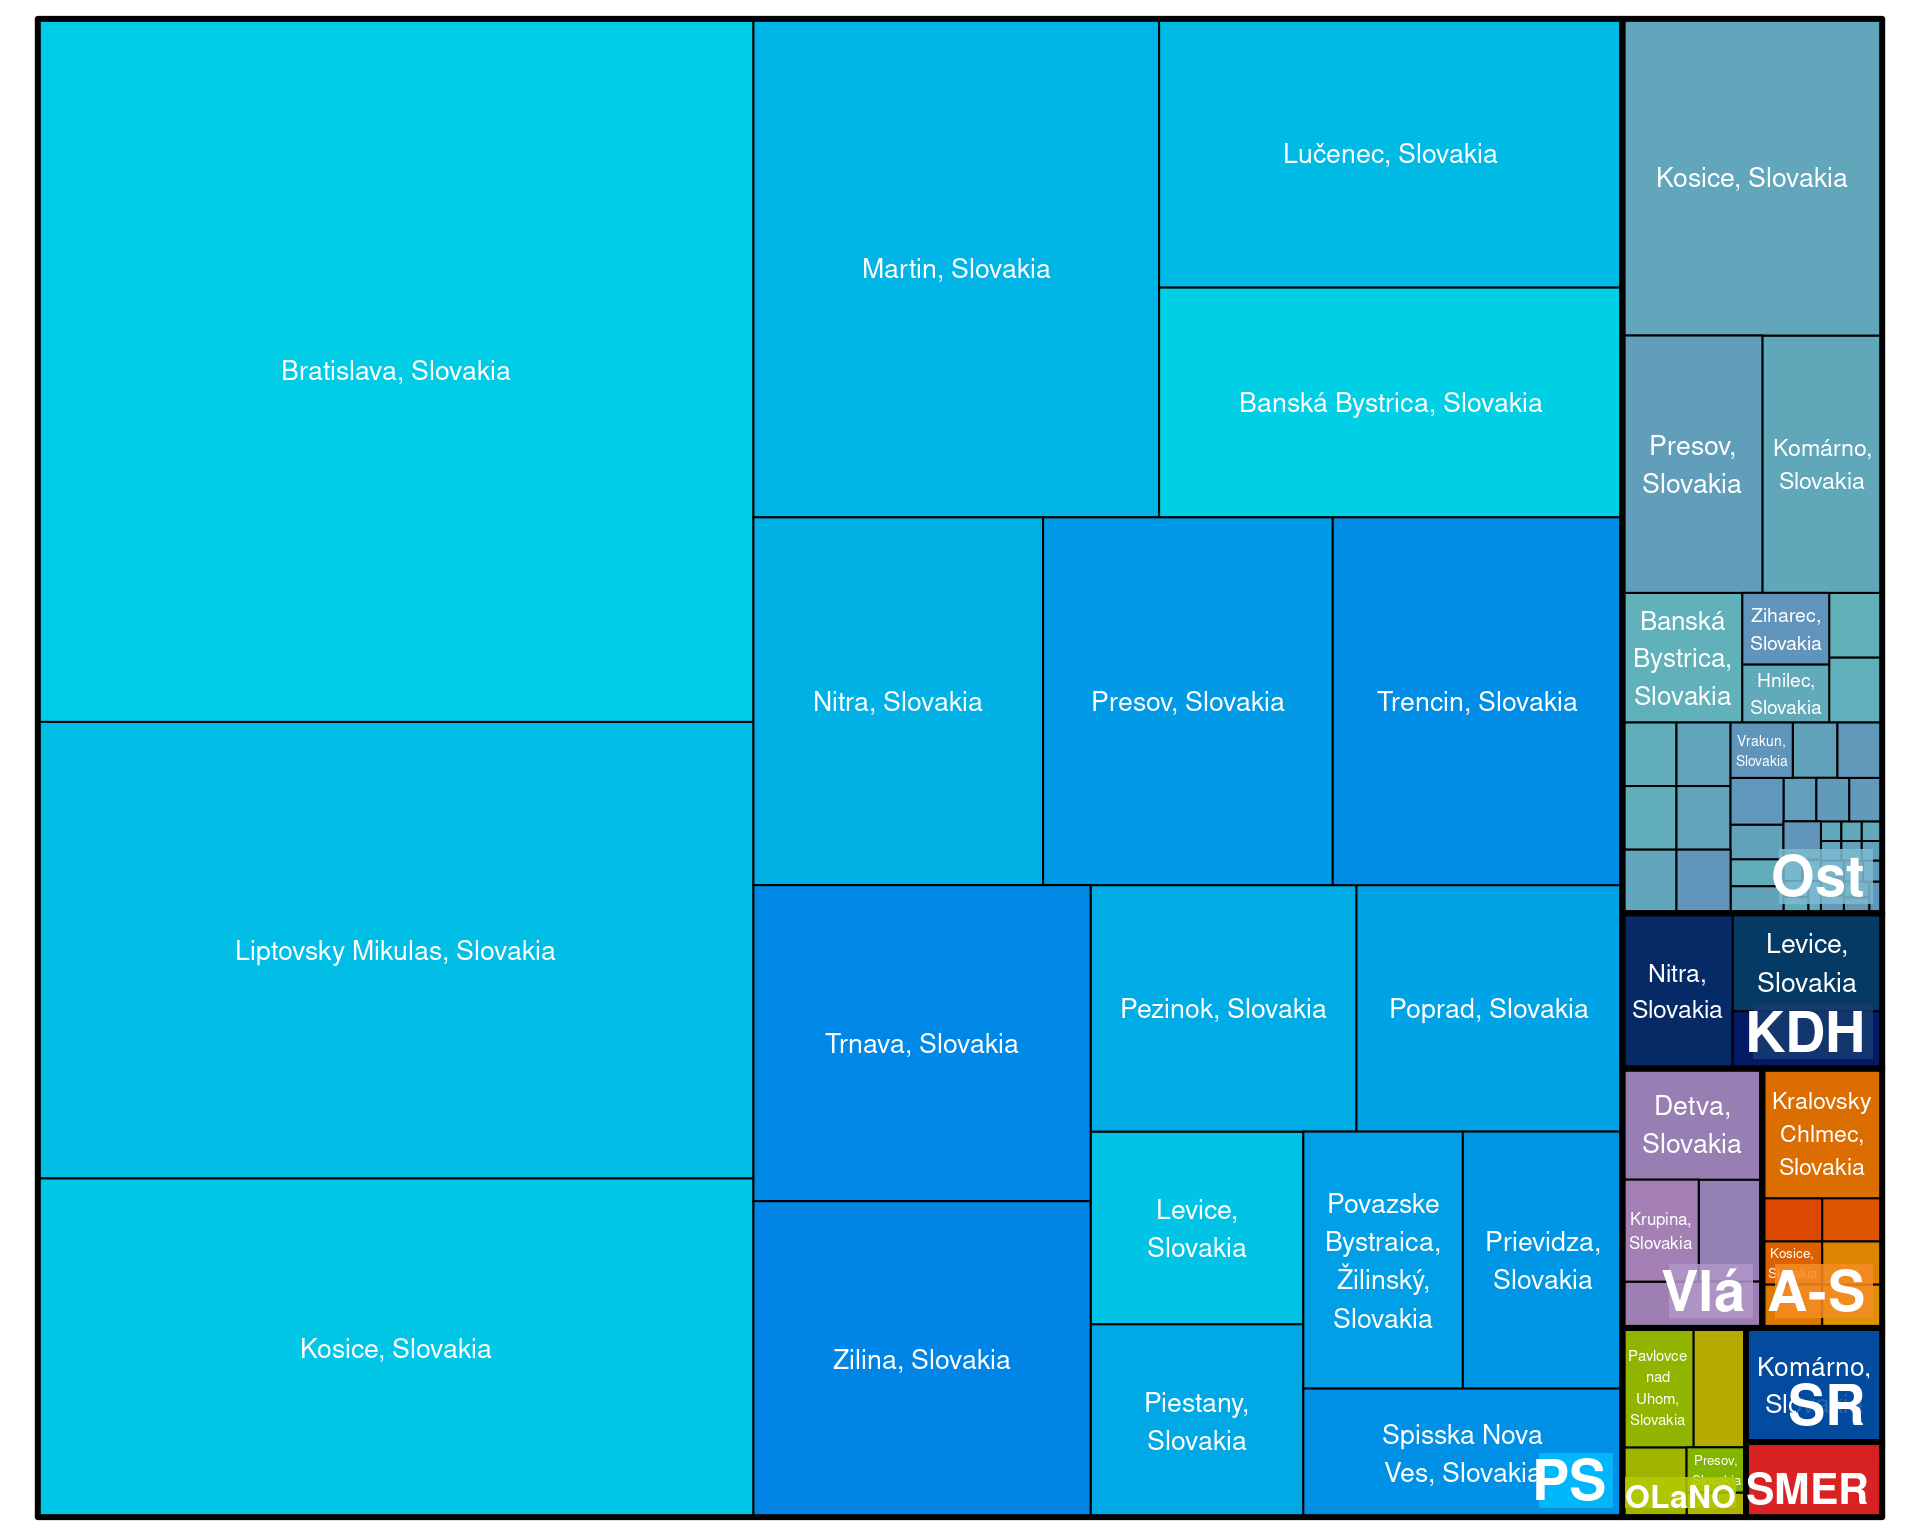 Bratislava, Slovakia
Liptovsky Mikulas, Slovakia
Kosice, Slovakia
Martin, Slovakia
Lučenec, Slovakia
Banská Bystrica, Slovakia
Nitra, Slovakia
Presov, Slovakia
Trencin, Slovakia
Trnava, Slovakia
Zilina, Slovakia
Pezinok, Slovakia
Poprad, Slovakia
Levice,
Slovakia
Piestany,
Slovakia
Povazske
Bystraica,
Žilinský,
Slovakia
Prievidza,
Slovakia
Spisska Nova
Ves, Slovakia
PS
Kosice, Slovakia
Presov,
Slovakia
Komárno,
Slovakia
Banská
Bystrica,
Slovakia
Ziharec,
Slovakia
Hnilec,
Slovakia
Vrakun,
Slovakia
Ost
Nitra,
Slovakia
Levice,
Slovakia
KDH
Detva,
Slovakia
Krupina,
Slovakia
Vlá
Kralovsky
Chlmec,
Slovakia
Kosice,
Slovakia
A-S
Pavlovce
nad
Uhom,
Slovakia
Presov,
Slovakia
OLaNO
Komárno,
SR
SMER